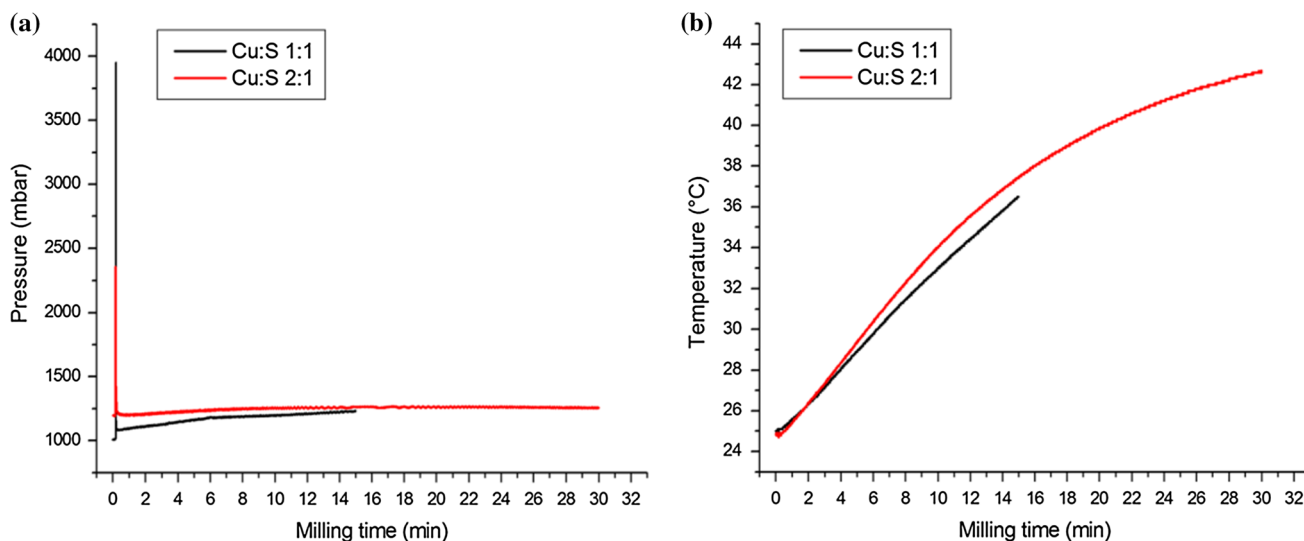 (a)
Cu:S 1:1
Cu:S 2:1
Pressure (mbar)
4000
3500
3000
2500
2000
1500
1250
1000
0 2 4 6 8 10 12 14 16 18 20 22 24 26 28 30 32
Milling time (min)
(b)
Cu:S 1:1
Cu:S 2:1
Temperature (°C)
44
42
40
38
36
34
32
30
28
26
24
0 2 4 6 8 10 12 14 16 18 20 22 24 26 28 30 32
Milling time (min)